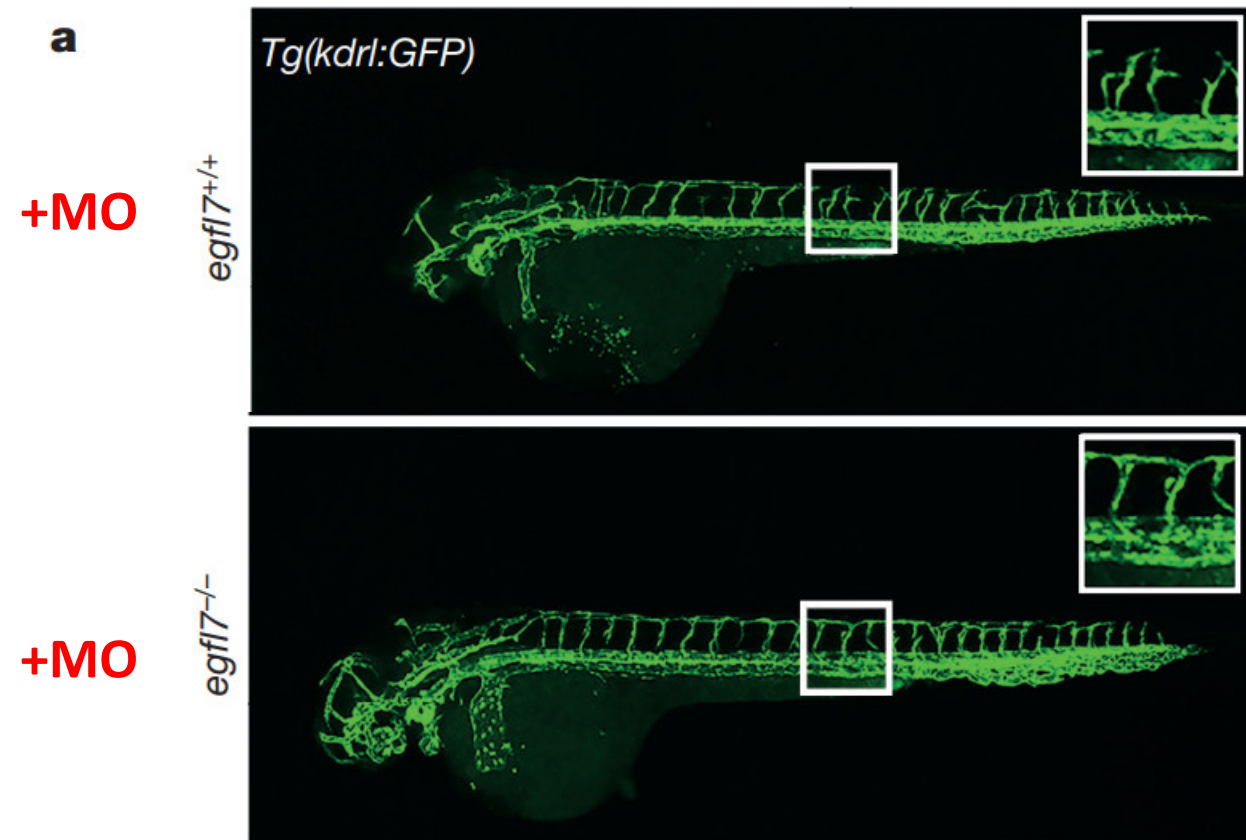 a
Tg(kdrl:GFP)
+MO
egfl7+/+
+MO
egfl7–/–